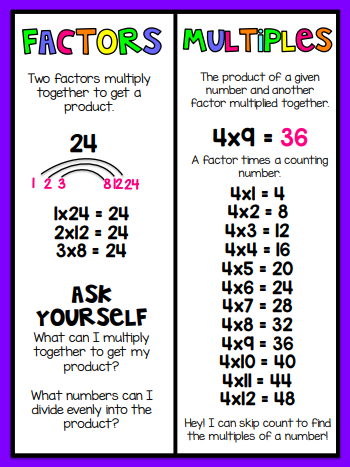 FACTORS
Two factors multiply
together to get a
product.
24
1 2 3 8 12 24
1x24 = 24
2x12 = 24
3x8 = 24
ASK
YOURSELF
What can I multiply
together to get my
product?
What numbers can I
divide evenly into the
product?
MULTIPLES
The product of a given
number and another
factor multiplied together.
4x9 = 36
A factor times a counting
number.
4x1 = 4
4x2 = 8
4x3 = 12
4x4 = 16
4x5 = 20
4x6 = 24
4x7 = 28
4x8 = 32
4x9 = 36
4x10 = 40
4x11 = 44
4x12 = 48
Hey! I can skip count to find
the multiples of a number!